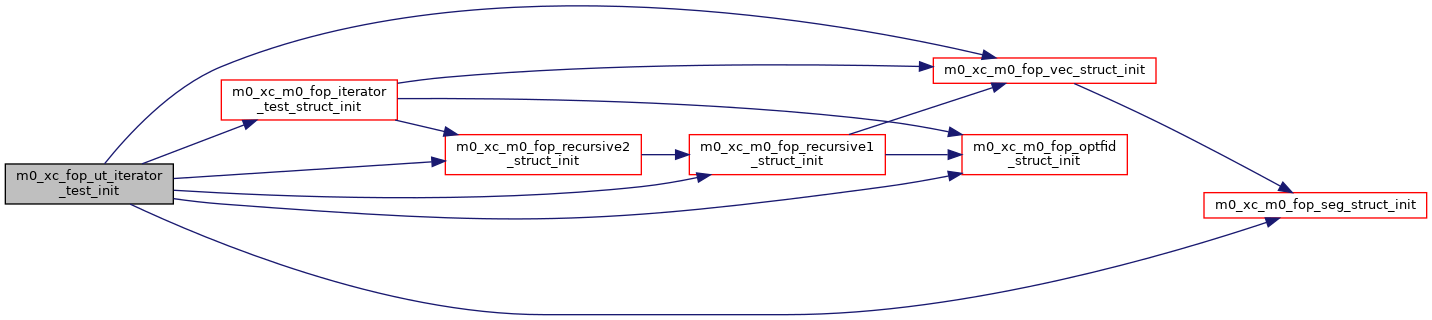 m0_xc_fop_ut_iterator
_test_init
m0_xc_m0_fop_iterator
_test_struct_init
m0_xc_m0_fop_recursive2
_struct_init
m0_xc_m0_fop_recursive1
_struct_init
m0_xc_m0_fop_vec_struct_init
m0_xc_m0_fop_optfid
_struct_init
m0_xc_m0_fop_seg_struct_init